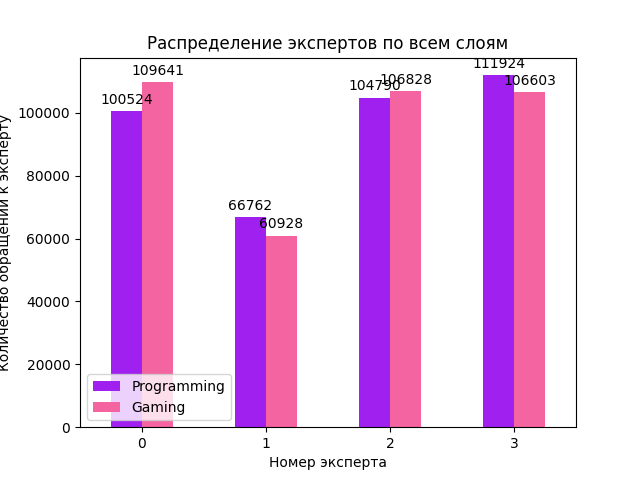 Распределение экспертов по всем слоям
111924
109641
106828
106603
104790
100524
66762
60928
100000
80000
60000
40000
20000
0
Количество обращений к эксперту
Programming
Gaming
0 1 2 3
Номер эксперта